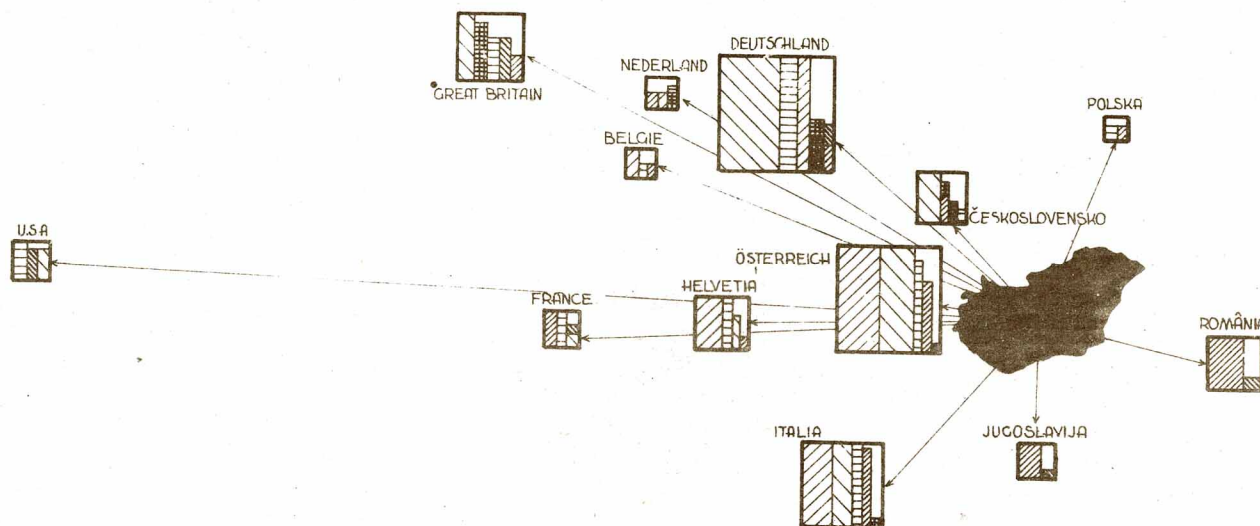 DEUTSCHLAND
NEDERLAND
GREAT BRITAIN
POLSKA
BELGIE
ČESKOSLOVENSKO
U.S.A
ÖSTERREICH
HELVETIA
FRANCE
ROMÂNIA
ITALIA
JUGOSLAVIJA